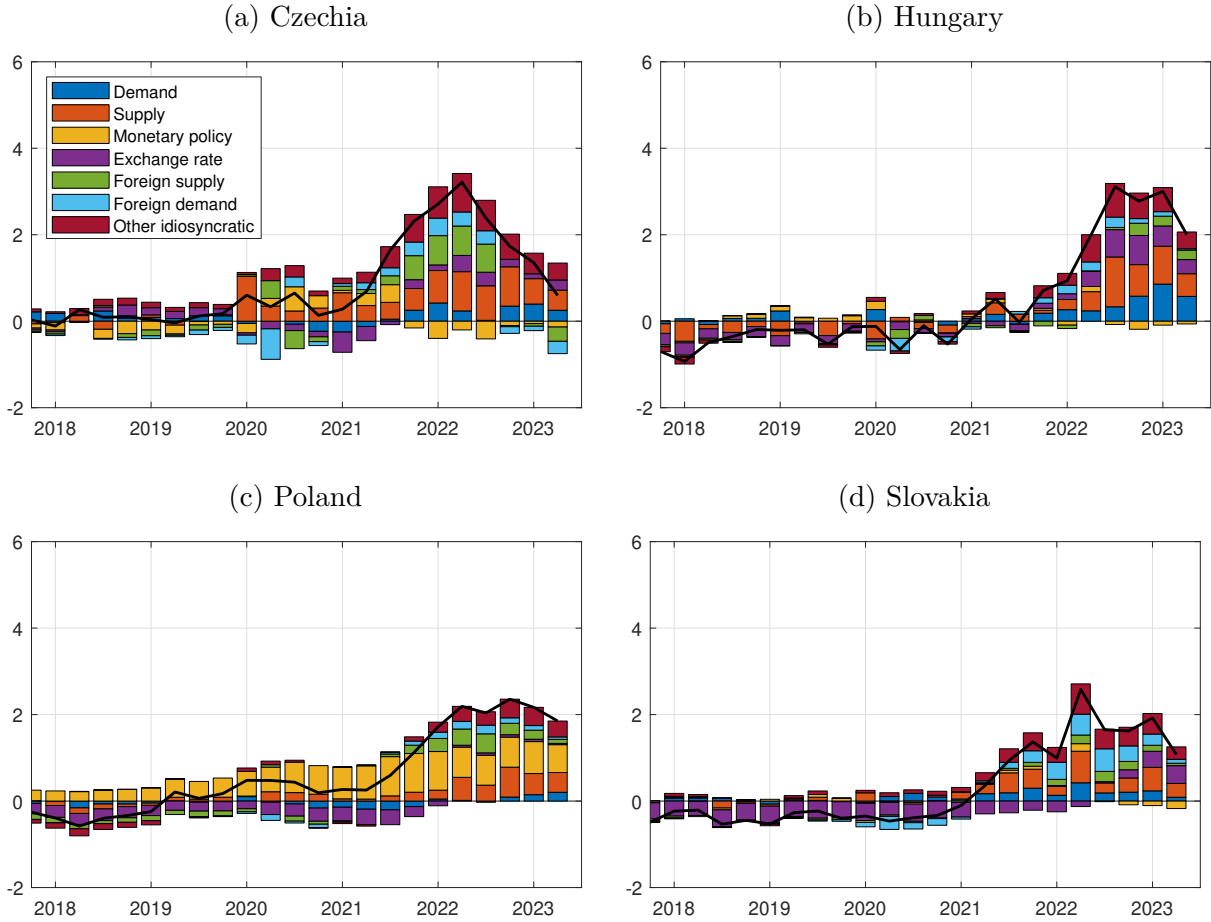 (a) Czechia
6
4
2
0
-2
Demand
Supply
Monetary policy
Exchange rate
Foreign supply
Foreign demand
Other idiosyncratic
2018 2019 2020 2021 2022 2023
(b) Hungary
6
4
2
0
-2
2018 2019 2020 2021 2022 2023
(c) Poland
6
4
2
0
-2
2018 2019 2020 2021 2022 2023
(d) Slovakia
6
4
2
0
-2
2018 2019 2020 2021 2022 2023